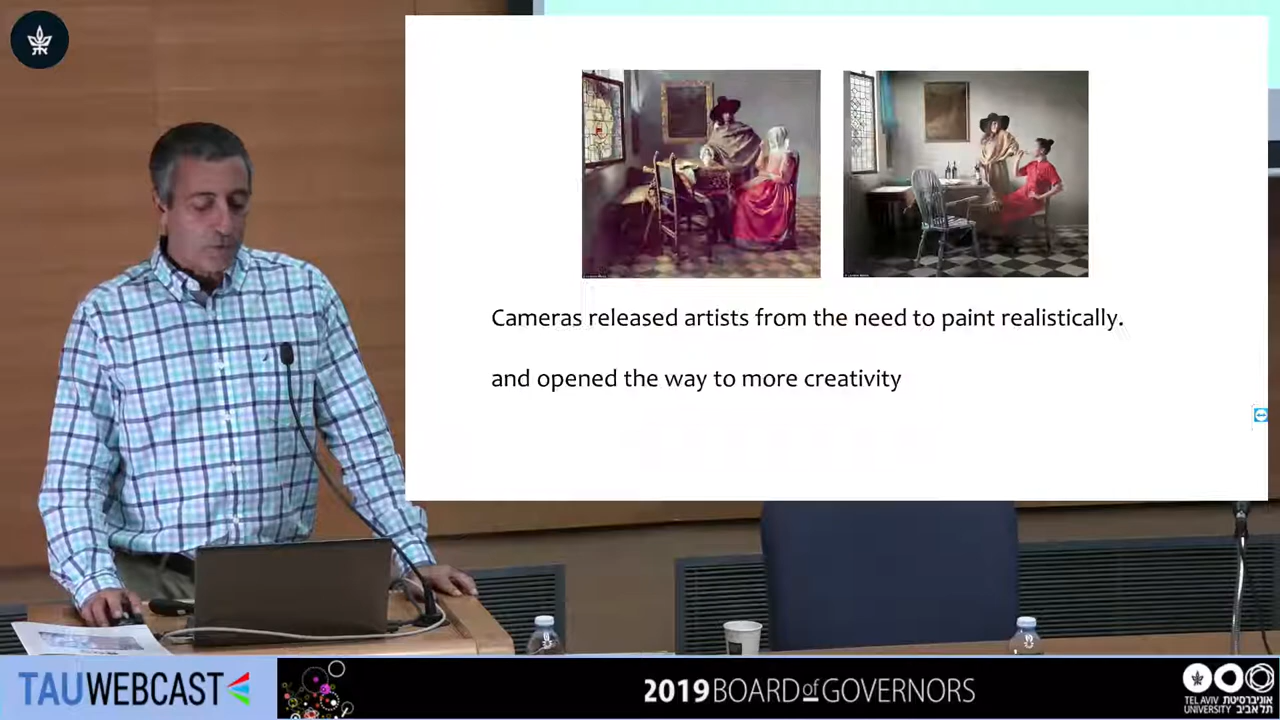 Cameras released artists from the need to paint realistically.
and opened the way to more creativity
TAUWEBCAST
2019 BOARD of GOVERNORS
TEL AVIV אוניברסיטת
UNIVERSITY תל אביב